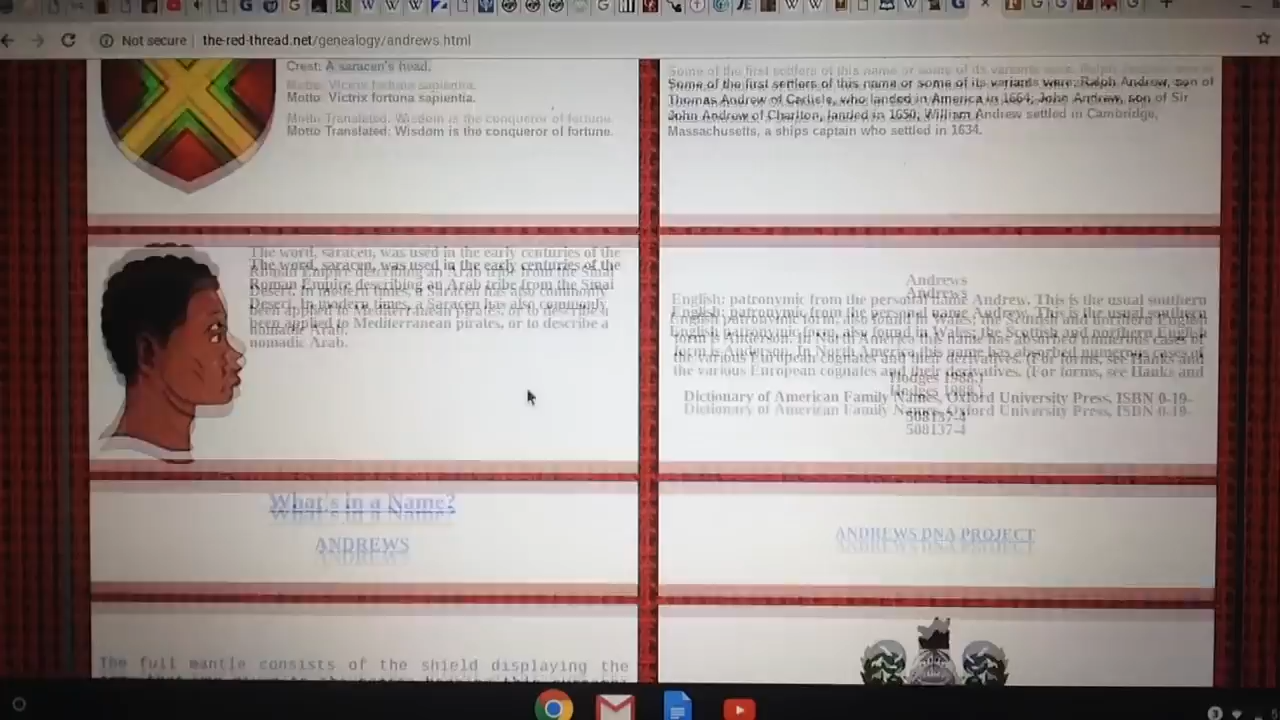 Not secure
the-red-thread.net/genealogy/andrews.html
Crest: A saracen's head.
Motto: Victrix fortuna sapientia.
Motto Translated: Wisdom is the conqueror of fortune.
Some of the first settlers of this name or some of its variants were: Ralph Andrew, son of
Thomas Andrew of Carlisle, who landed in America in 1664; John Andrew, son of Sir
John Andrew of Charlton, landed in 1650, William Andrew settled in Cambridge,
Massachusetts, a ships captain who settled in 1634.
The word, saracen, was used in the early centuries of the
Roman Empire describing an Arab tribe from the Sinai
Desert. In modern times, a Saracen has also commonly
been applied to Mediterranean pirates, or to describe a
nomadic Arab.
Andrews
English: patronymic from the personal name Andrew. This is the usual southern
English patronymic form, also found in Wales; the Scottish and northern English
form is Anderson. In North America this name has absorbed numerous cases of
the various European cognates and their derivatives. (For forms, see Hanks and
Hodges 1988.)
Dictionary of American Family Names, Oxford University Press, ISBN 0-19-
508137-4
What's in a Name?
ANDREWS
ANDREWS DNA PROJECT
The full mantle consists of the shield displaying the